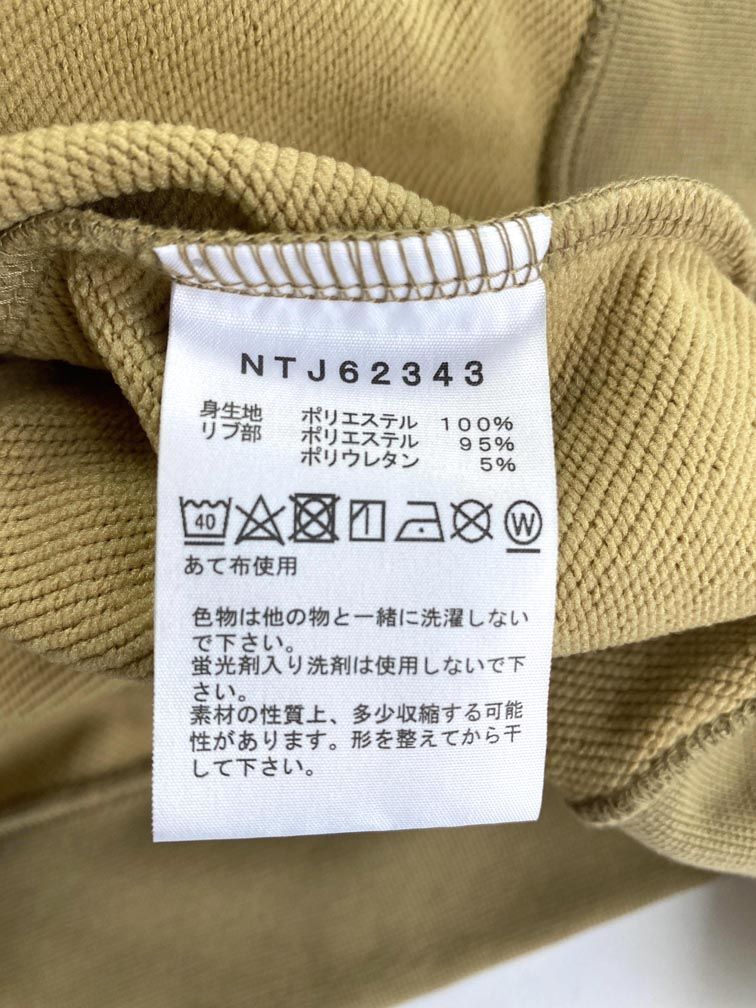 NTJ62343
身生地 ポリエステル 100%
リブ部 ポリエステル 95%
ポリウレタン 5%
40 W
あて布使用
色物は他の物と一緒に洗濯しない
で下さい。
蛍光剤入り洗剤は使用しないで下
さい。
素材の性質上、多少収縮する可能
性があります。形を整えてから干
して下さい。